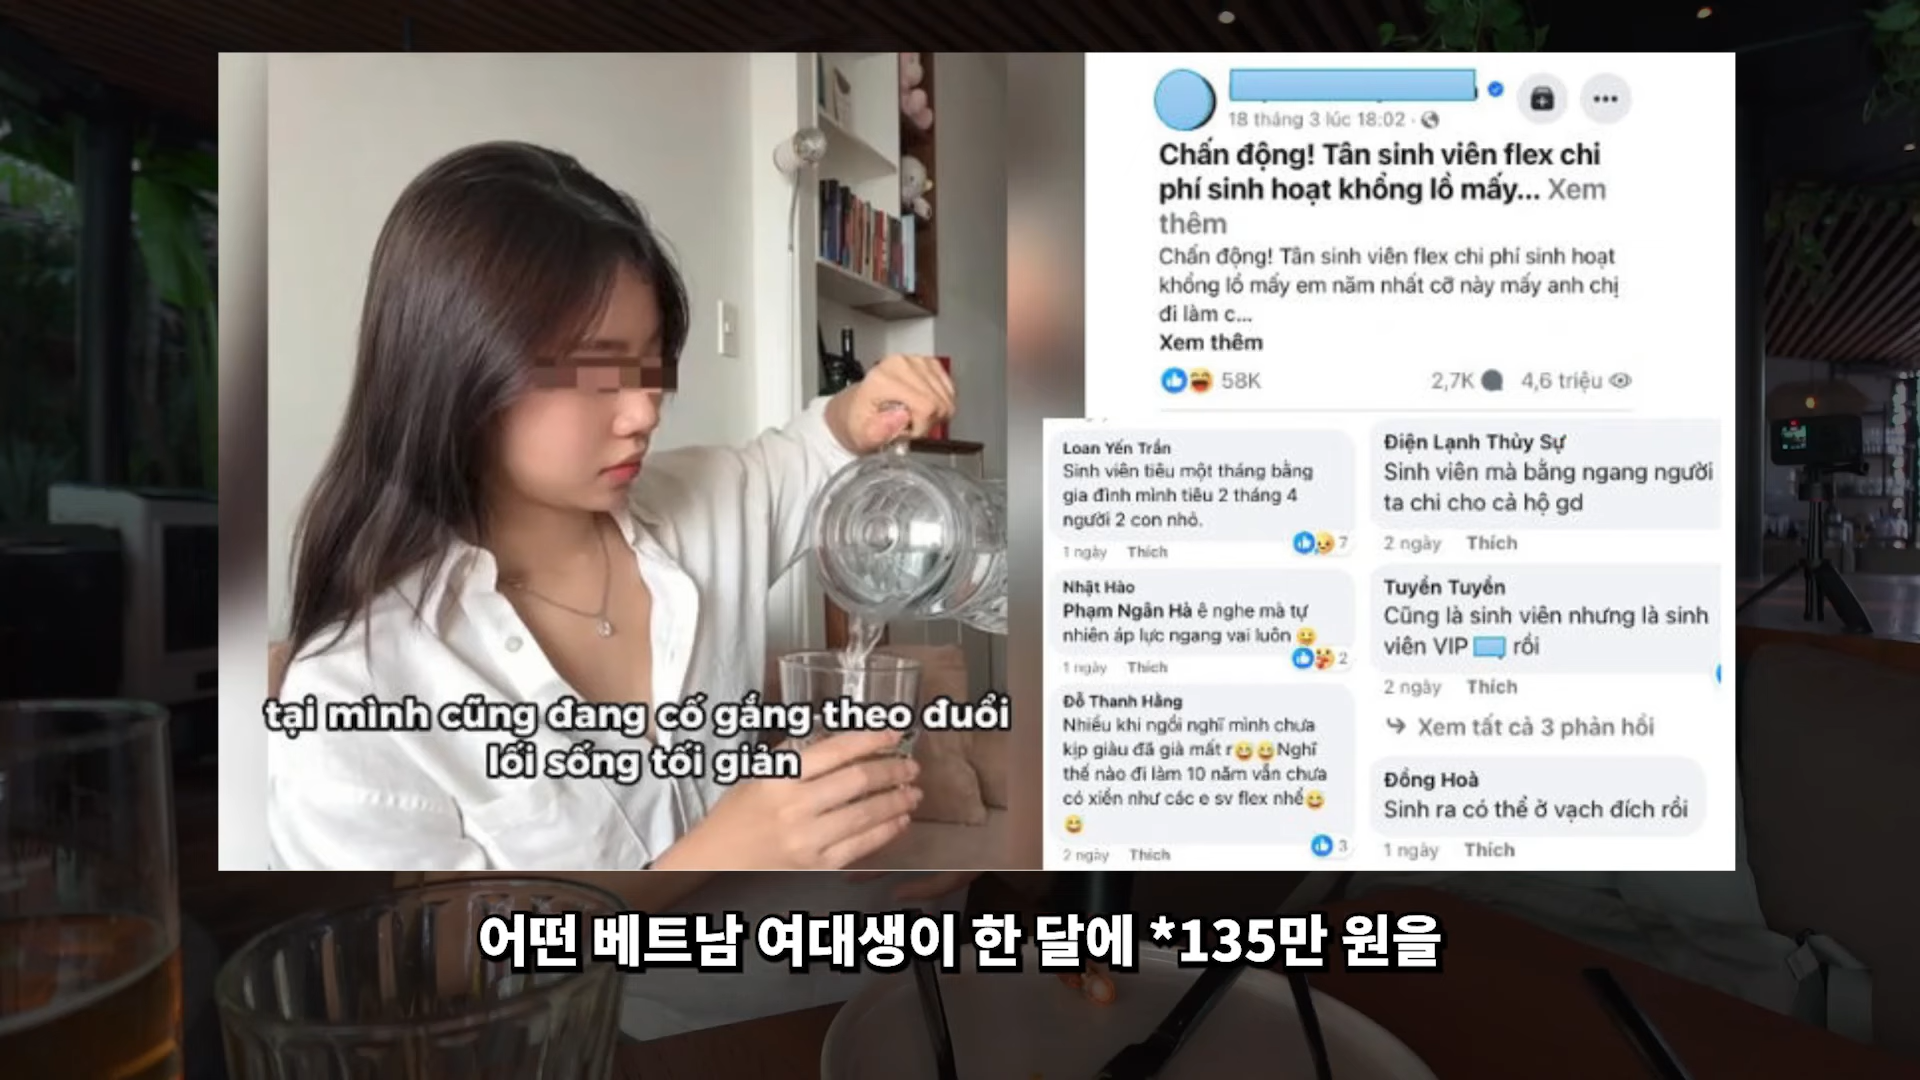 18 tháng 3 lúc 18:02
Chấn động! Tân sinh viên flex chi
phí sinh hoạt khổng lồ mấy... Xem
thêm
Chấn động! Tân sinh viên flex chi phí sinh hoạt
khổng lồ mấy em năm nhất cỡ này mấy anh chị
đi làm c...
Xem thêm
58K
2,7K
4,6 triệu
Loan Yến Trần
Sinh viên tiêu một tháng bằng
gia đình mình tiêu 2 tháng 4
người 2 con nhỏ.
1 ngày Thích
7
Nhật Hào
Phạm Ngân Hà ê nghe mà tự
nhiên áp lực ngang vai luôn 😀
1 ngày Thích
2
Đỗ Thanh Hằng
Nhiều khi ngồi nghĩ mình chưa
kịp giàu đã già mất r😅😅Nghĩ
thế nào đi làm 10 năm vẫn chưa
có xiền như các e sv flex nhể😅
😅
2 ngày Thích
3
Điện Lạnh Thùy Sự
Sinh viên mà bằng ngang người
ta chi cho cả hộ gd
2 ngày Thích
Tuyển Tuyển
Cũng là sinh viên nhưng là sinh
viên VIP rồi
2 ngày Thích
Xem tất cả 3 phản hồi
Đồng Hoà
Sinh ra có thể ở vạch đích rồi
1 ngày Thích
tại mình cũng đang cố gắng theo đuổi
lối sống tối giản
어떤 베트남 여대생이 한 달에 *135만 원을